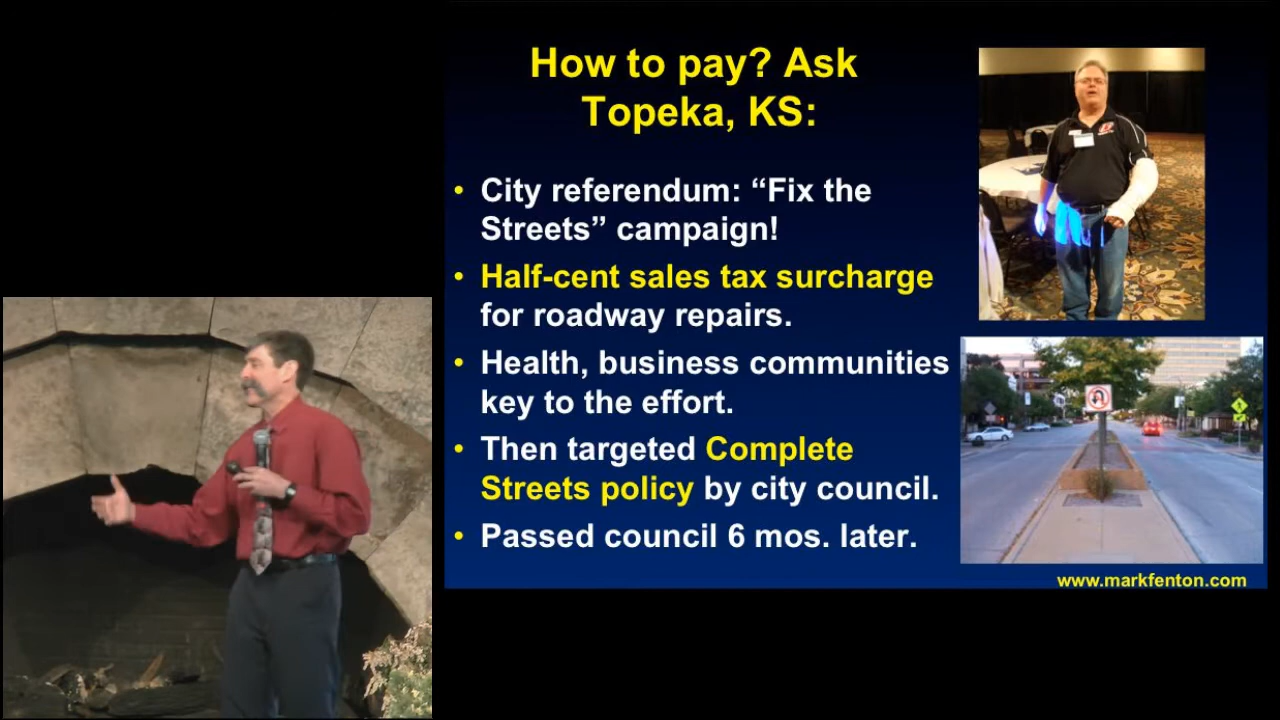 How to pay? Ask
Topeka, KS:
• City referendum: “Fix the
Streets” campaign!
• Half-cent sales tax surcharge
for roadway repairs.
• Health, business communities
key to the effort.
• Then targeted Complete
Streets policy by city council.
• Passed council 6 mos. later.
www.markfenton.com